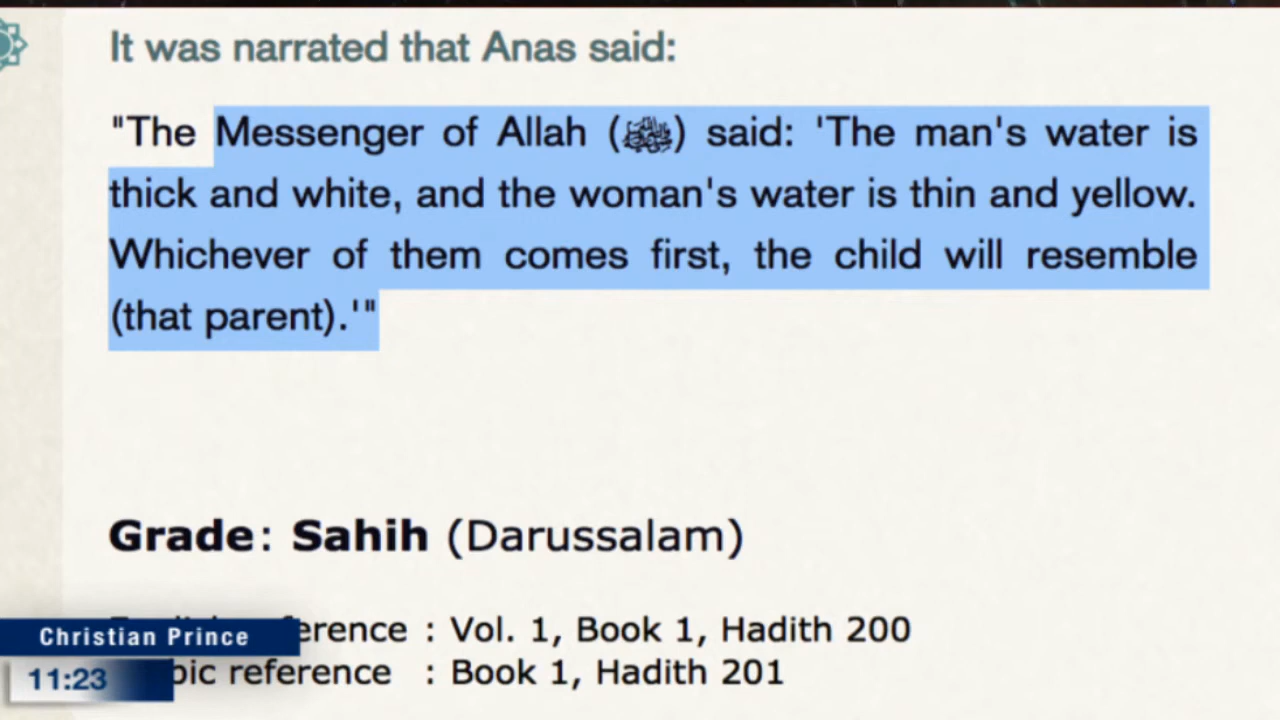 It was narrated that Anas said:
"The Messenger of Allah (ﷺ) said: 'The man's water is
thick and white, and the woman's water is thin and yellow.
Whichever of them comes first, the child will resemble
(that parent).'"
Grade: Sahih (Darussalam)
erence : Vol. 1, Book 1, Hadith 200
Christian Prince
bic reference : Book 1, Hadith 201
11:23